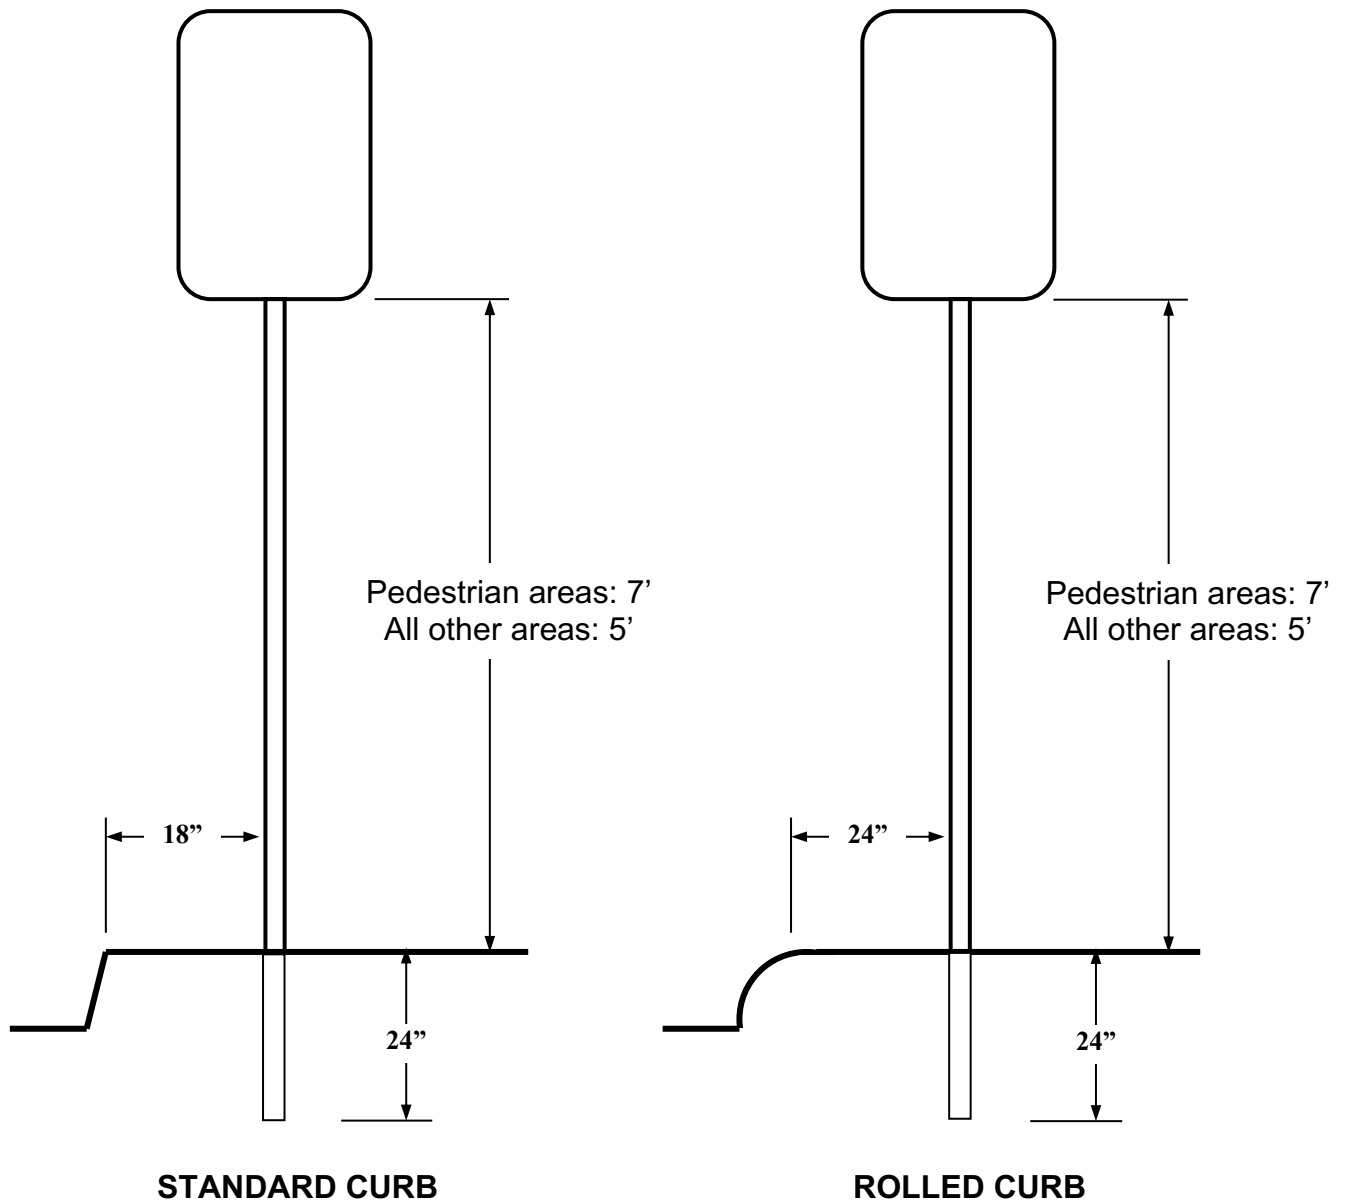 Pedestrian areas: 7’
All other areas: 5’
Pedestrian areas: 7’
All other areas: 5’
18”
24”
24”
24”
STANDARD CURB
ROLLED CURB